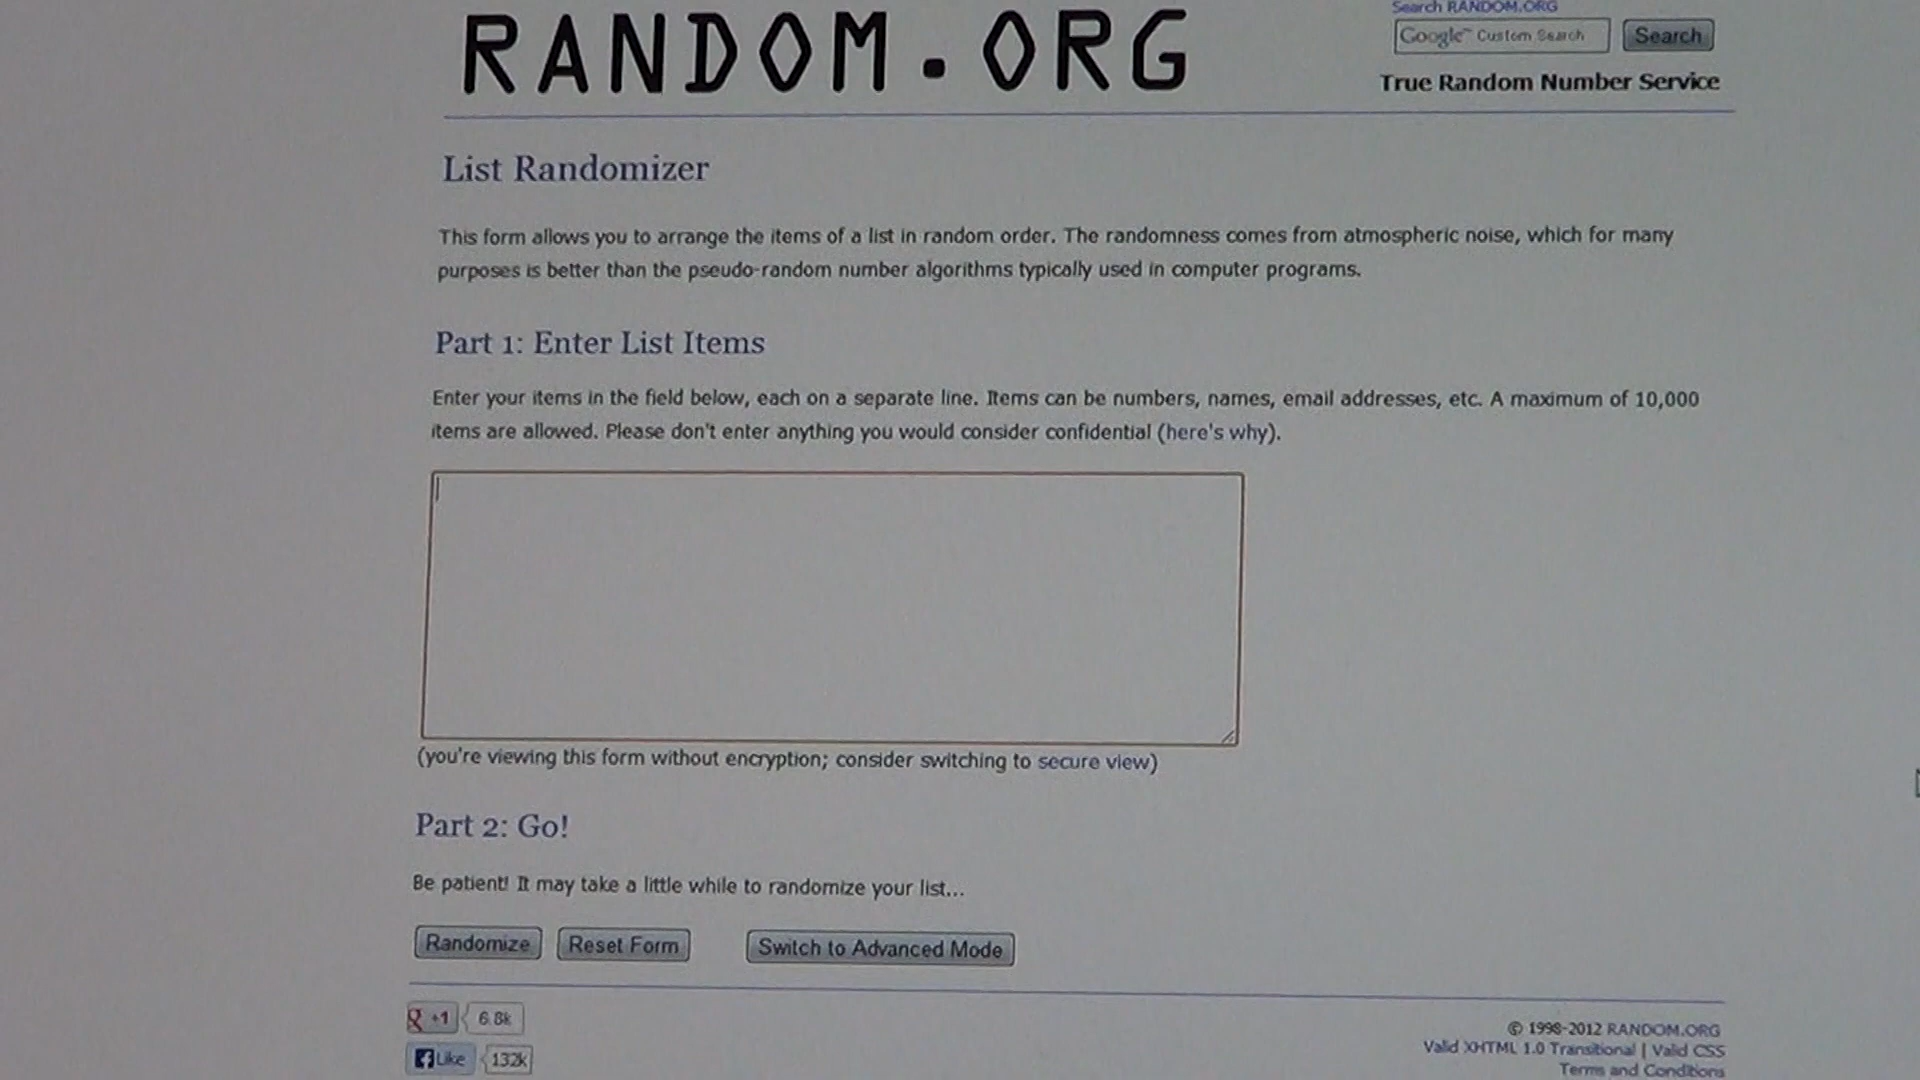 RANDOM.ORG
Search RANDOM.ORG
Google™ Custom Search
Search
True Random Number Service
List Randomizer
This form allows you to arrange the items of a list in random order. The randomness comes from atmospheric noise, which for many
purposes is better than the pseudo-random number algorithms typically used in computer programs.
Part 1: Enter List Items
Enter your items in the field below, each on a separate line. Items can be numbers, names, email addresses, etc. A maximum of 10,000
items are allowed. Please don't enter anything you would consider confidential (here's why).
(you're viewing this form without encryption; consider switching to secure view)
Part 2: Go!
Be patient! It may take a little while to randomize your list...
Randomize
Reset Form
Switch to Advanced Mode
+1
6.8k
Like
132k
© 1998-2012 RANDOM.ORG
Valid XHTML 1.0 Transitional | Valid CSS
Terms and Conditions